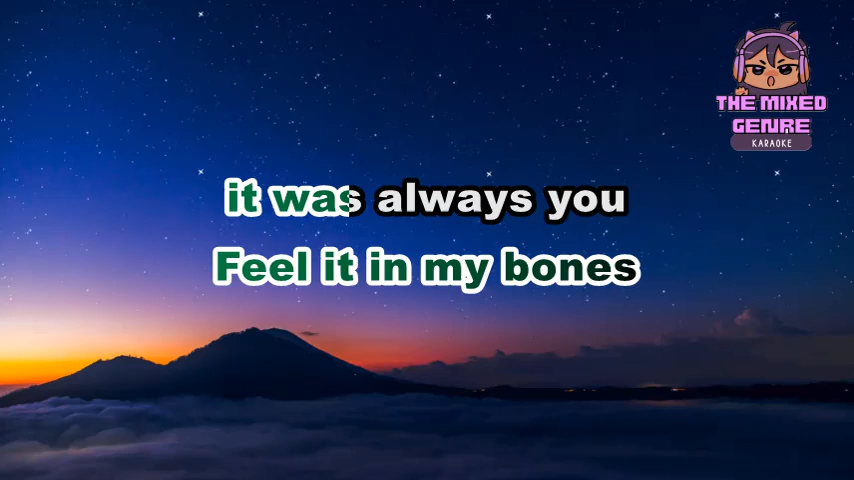 THE MIXED
GENRE
KARAOKE
it was always you
Feel it in my bones